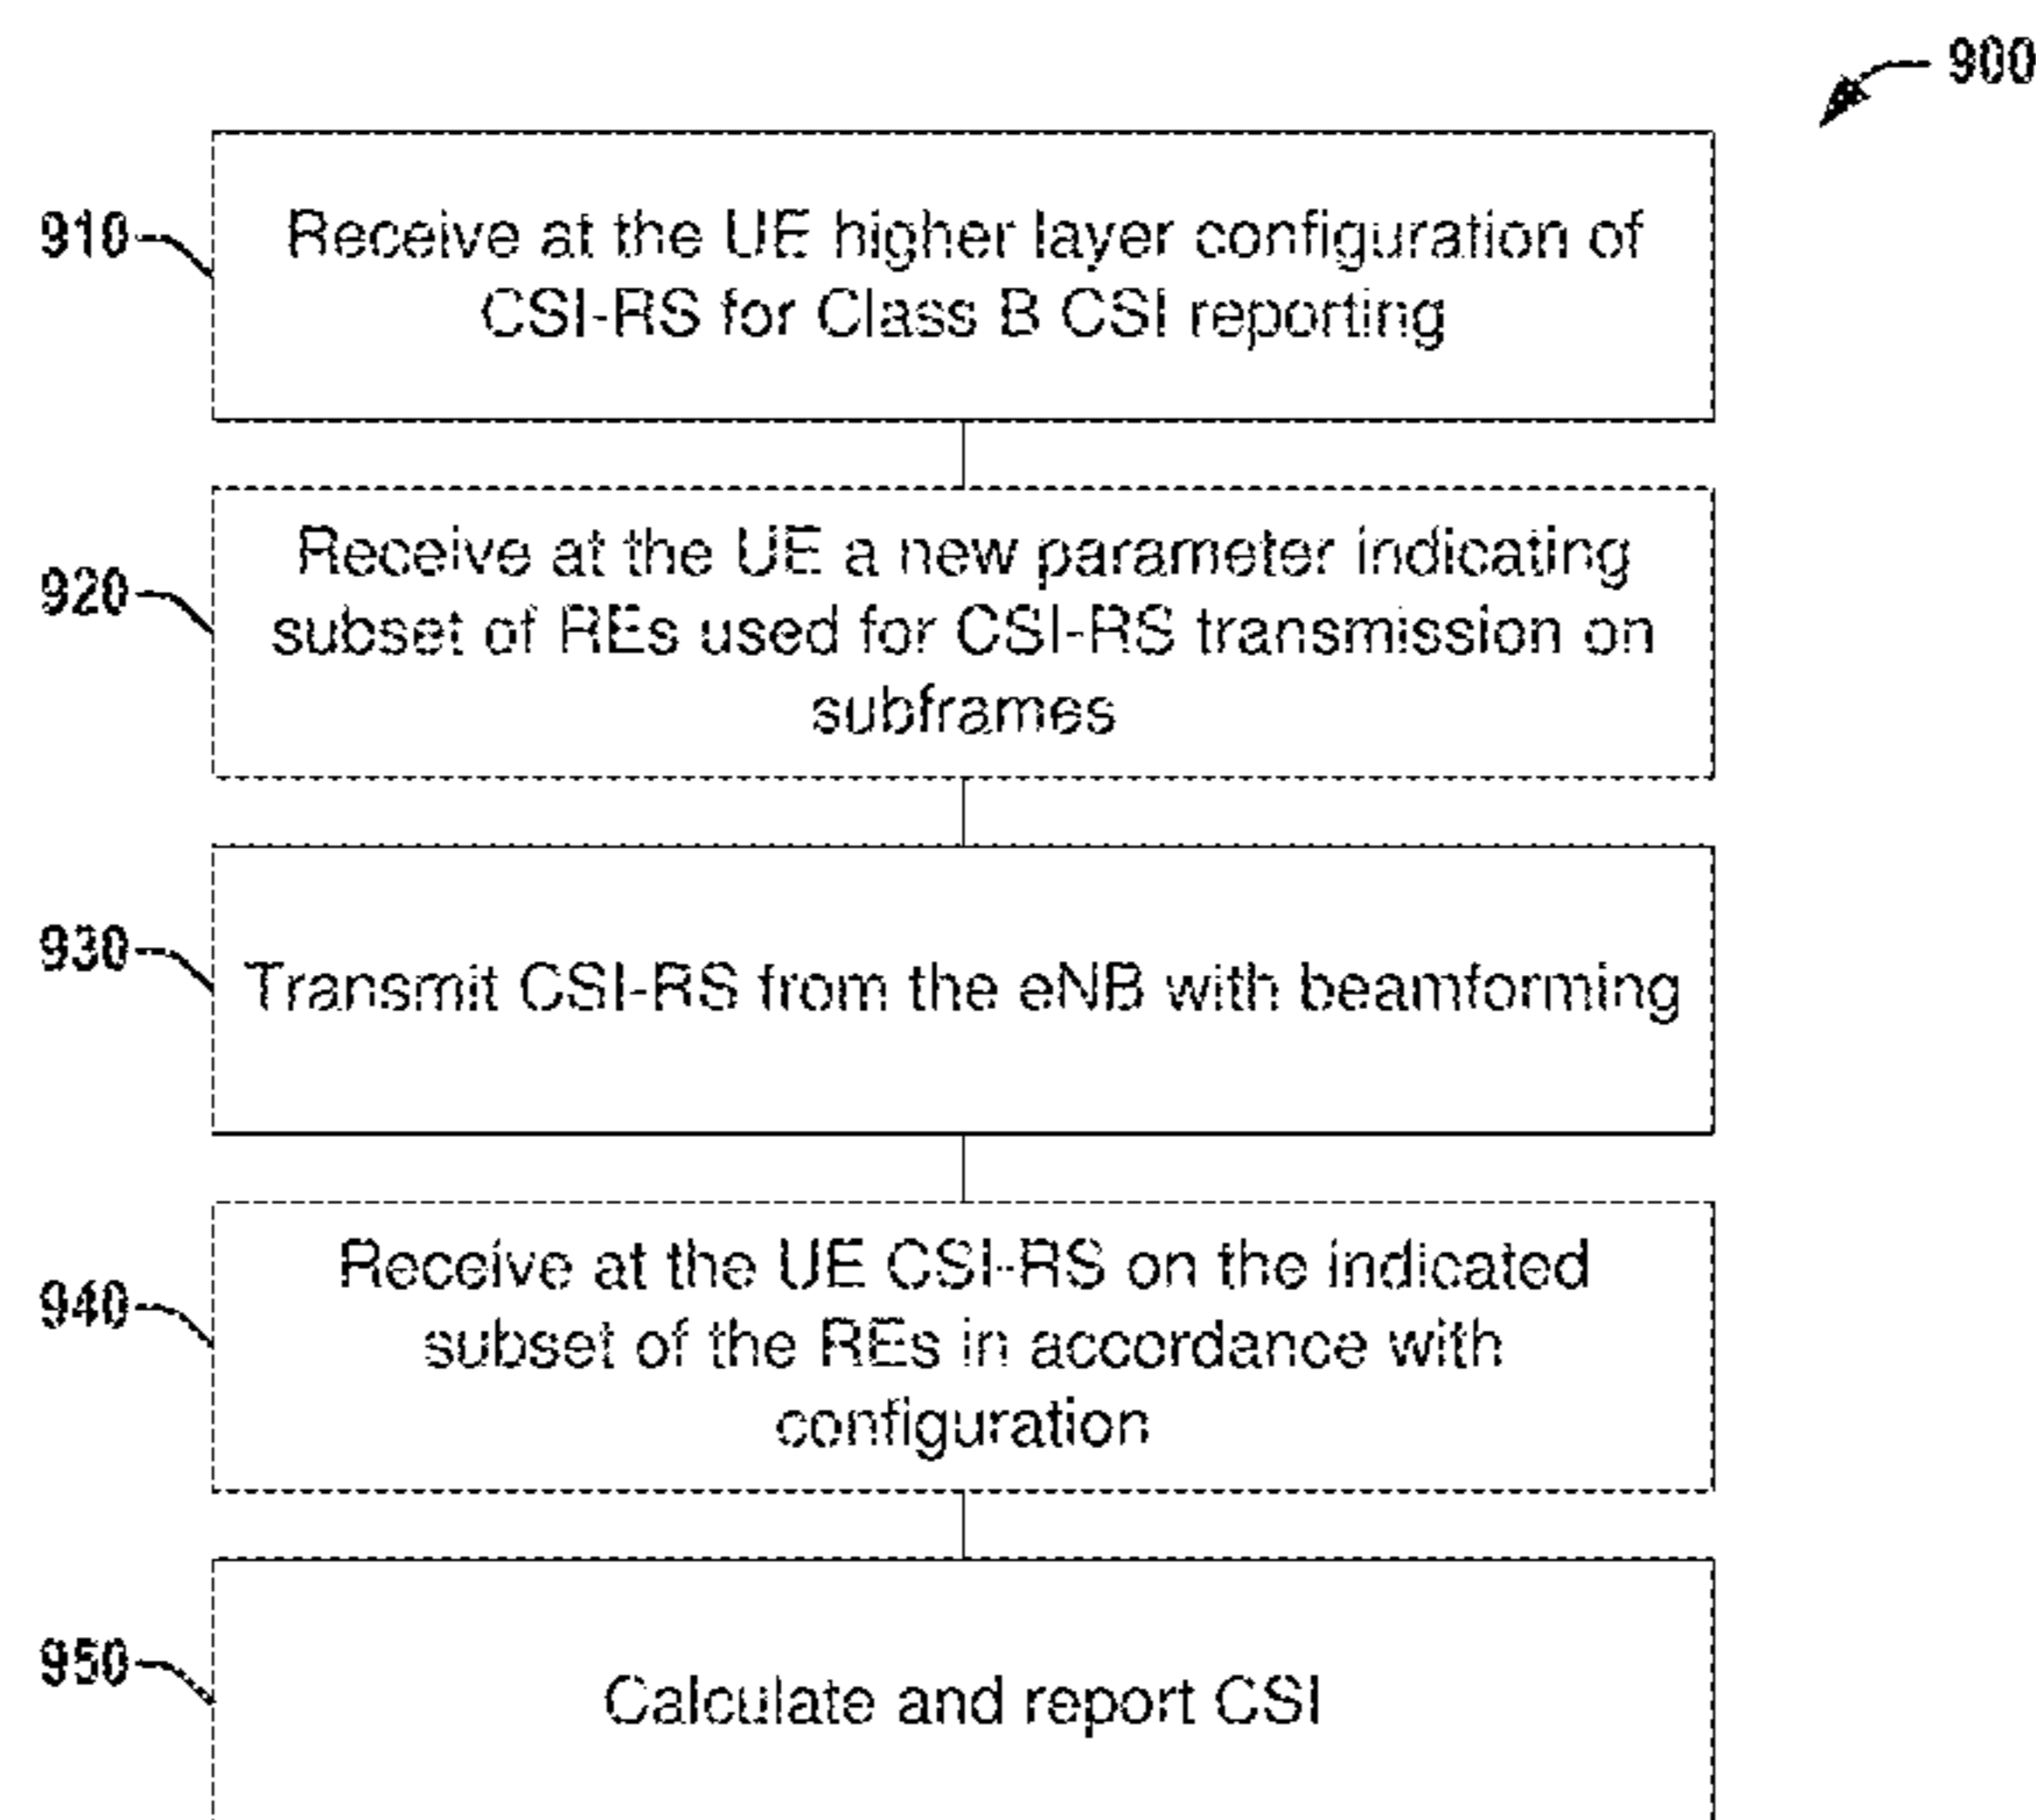 900
910
Receive at the UE higher layer configuration of
CSI-RS for Class B CSI reporting
920
Receive at the UE a new parameter indicating
subset of REs used for CSI-RS transmission on
subframes
930
Transmit CSI-RS from the eNB with beamforming
940
Receive at the UE CSI-RS on the indicated
subset of the REs in accordance with
configuration
950
Calculate and report CSI